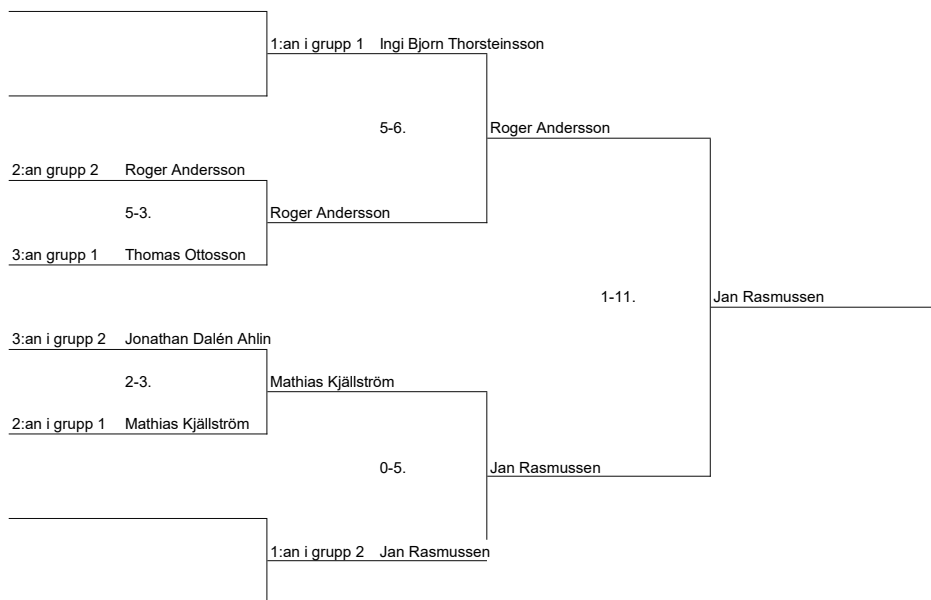 1:an i grupp 1 Ingi Bjorn Thorsteinsson
5-6. Roger Andersson
2:an grupp 2 Roger Andersson
5-3. Roger Andersson
3:an grupp 1 Thomas Ottosson
1-11. Jan Rasmussen
3:an i grupp 2 Jonathan Dalén Ahlin
2-3. Mathias Kjällström
2:an i grupp 1 Mathias Kjällström
0-5. Jan Rasmussen
1:an i grupp 2 Jan Rasmussen